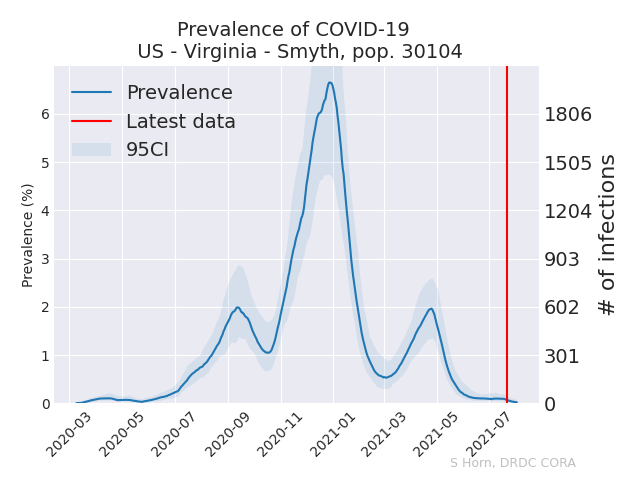 Prevalence of COVID-19
US - Virginia - Smyth, pop. 30104
Prevalence
Latest data
95CI
Prevalence (%)
6
5
4
3
2
1
0
1806
1505
1204
903
602
301
0
# of infections
2020-03
2020-05
2020-07
2020-09
2020-11
2021-01
2021-03
2021-05
2021-07
S Horn, DRDC CORA